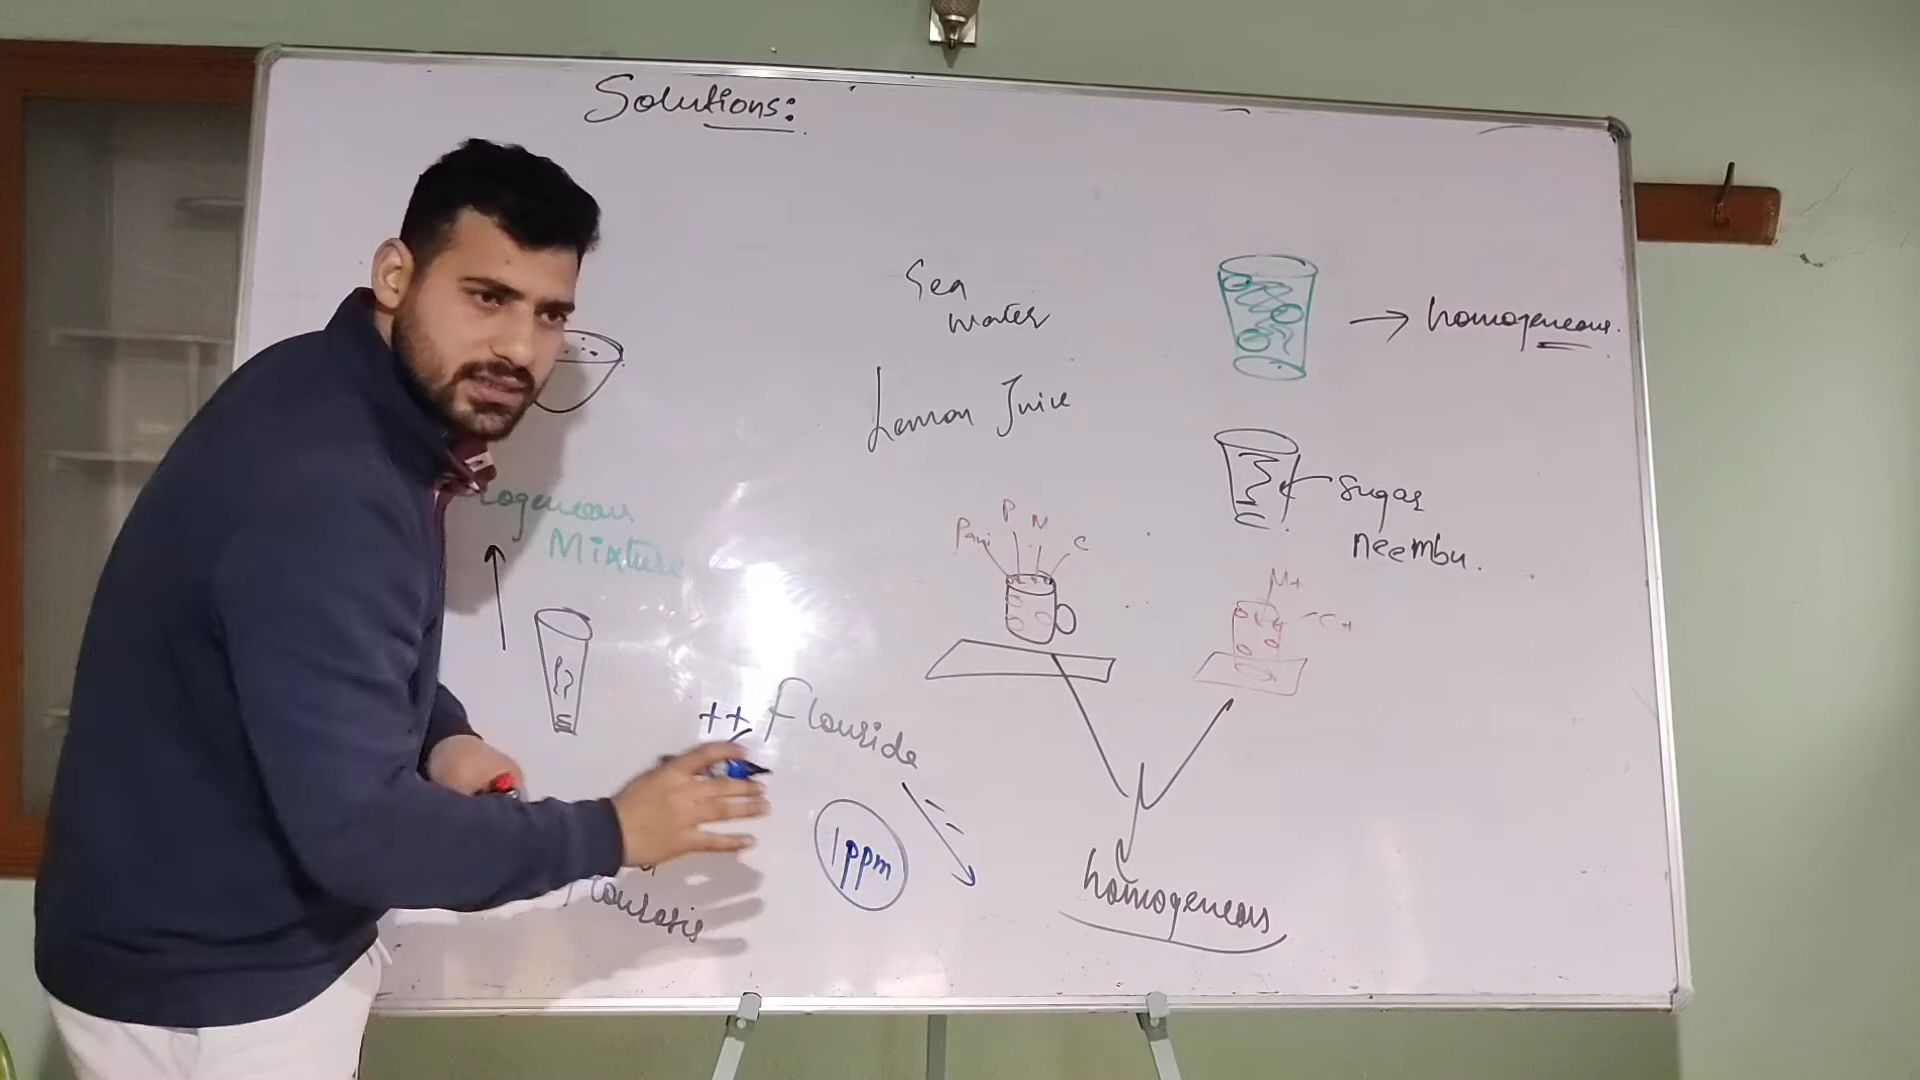 Solutions:
Sea
water
Lemon Juice
homogeneous.
Sugar
neembu.
Pani
P
N
C
Mixture
M+
C+
++ flouride
1ppm
homogeneous